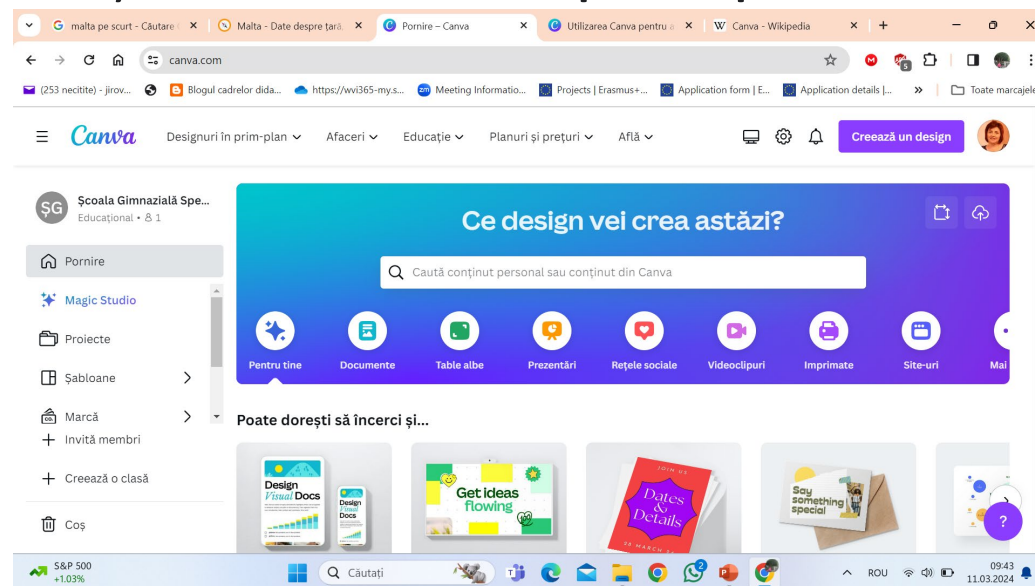 malta pe scurt - Căutare
Malta - Date despre țară,
Pornire – Canva
Utilizarea Canva pentru a
Canva - Wikipedia
canva.com
(253 necitite) - jirov...
Blogul cadrelor dida...
https://wvi365-my.s...
Meeting Informatio...
Projects | Erasmus+...
Application form | E...
Application details |...
Toate marcajele
Canva
Designuri în prim-plan
Afaceri
Educație
Planuri și prețuri
Află
Creează un design
ȘG
Școala Gimnazială Spe...
Educațional • 1
Pornire
Magic Studio
Proiecte
Șabloane
Marcă
Invită membri
Creează o clasă
Coș
Ce design vei crea astăzi?
Caută conținut personal sau conținut din Canva
Pentru tine
Documente
Table albe
Prezentări
Rețele sociale
Videoclipuri
Imprimate
Site-uri
Mai
Poate dorești să încerci și...
Design
Visual Docs
Design
Visual
Docs
Get ideas
flowing
JOIN US
Dates
&
Details
28 MARCH
Say
something
special
?
S&P 500
+1.03%
Căutați
2
ROU
09:43
11.03.2024